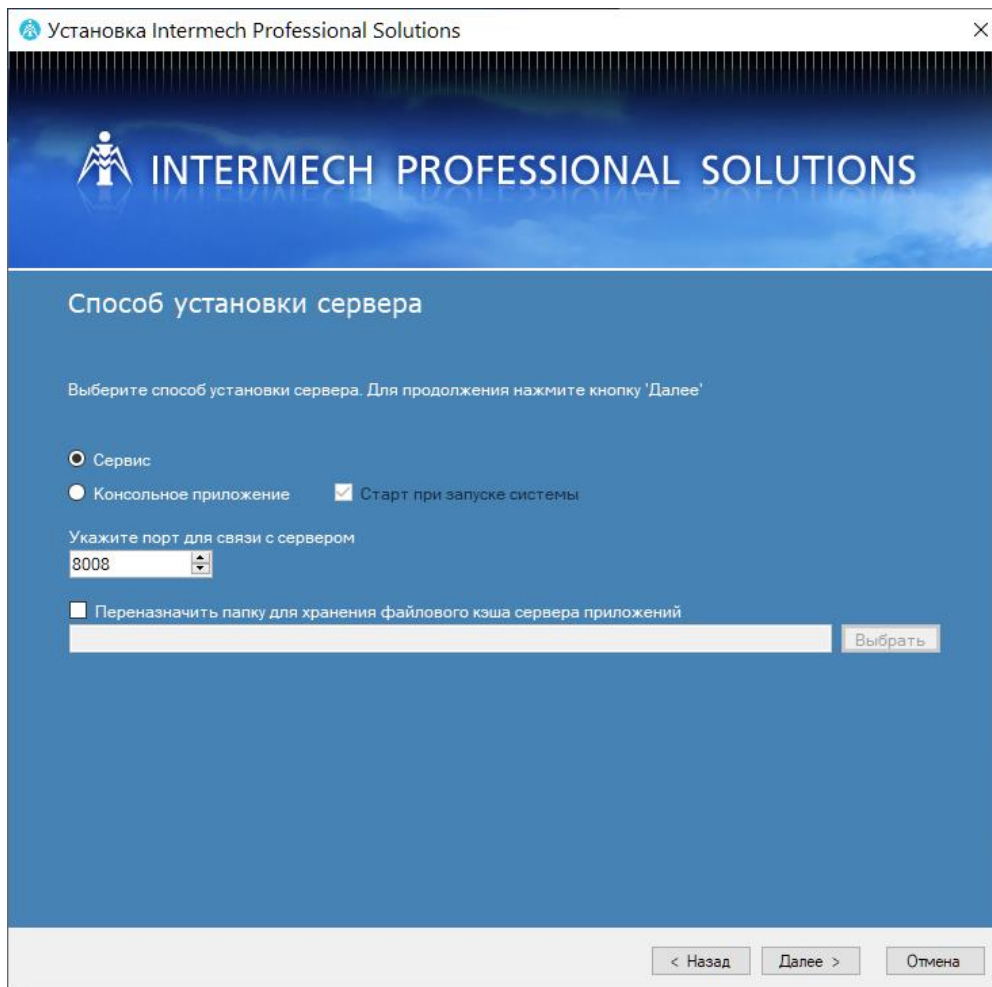 Установка Intermech Professional Solutions
INTERMECH PROFESSIONAL SOLUTIONS
Способ установки сервера
Выберите способ установки сервера. Для продолжения нажмите кнопку 'Далее'
Сервис
Консольное приложение Старт при запуске системы
Укажите порт для связи с сервером
8008
Переназначить папку для хранения файлового кэша сервера приложений
Выбрать
< Назад Далее > Отмена